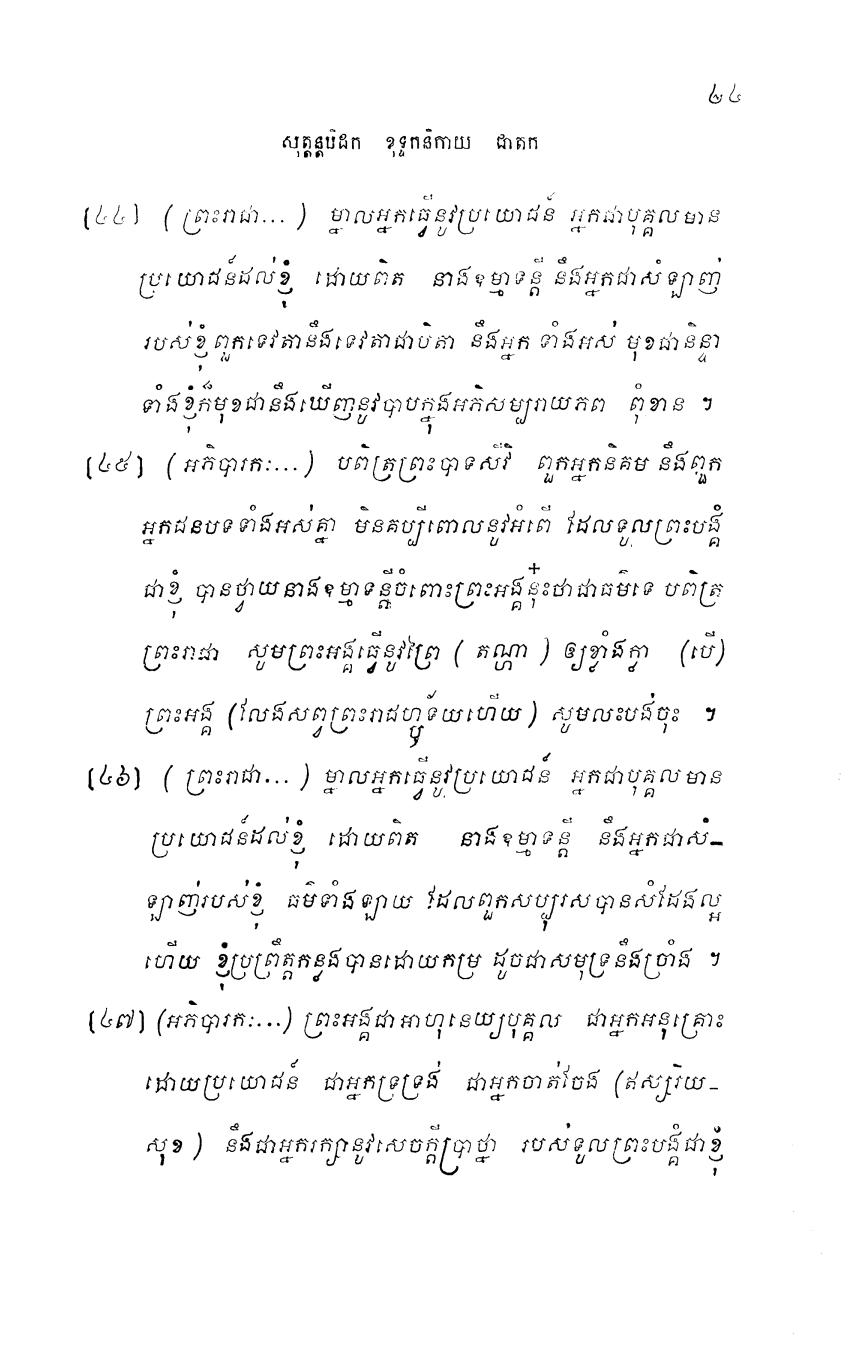 ២៤
សុត្តន្តបិដក ខុទ្ទកនិកាយ ជាតក
[៤៤] (ព្រះរាជា...) ម្នាលអ្នកធ្វើនូវប្រយោជន៍ អ្នកជាបុគ្គលមាន
ប្រយោជន៍ដល់ខ្ញុំ ដោយពិត នាងឧម្មាទន្តី នឹងអ្នកជាសំឡាញ់
របស់ខ្ញុំ ពួកទេវតានឹងទេវតាជាបិតា នឹងអ្នក ទាំងអស់ មុខជានិន្ទា
ទាំងខ្ញុំក៏មុខជានឹងឃើញនូវបាបក្នុងអភិសម្បរាយភព ពុំខាន ។
[៤៥] (អភិបារកៈ...) បពិត្រព្រះបាទសិវិ ពួកអ្នកនិគម នឹងពួក
អ្នកជនបទទាំងអស់គ្នា មិនគប្បីពោលនូវអំពើ ដែលទូលព្រះបង្គំ
ជាខ្ញុំ បានថ្វាយនាងឧម្មាទន្តីចំពោះព្រះអង្គនុ៎ះថាជាធម៌ទេ បពិត្រ
ព្រះរាជា សូមព្រះអង្គធ្វើនូវព្រៃ (តណ្ហា) ឲ្យខ្លាំងក្លា (បើ)
ព្រះអង្គ (លែងសព្វព្រះរាជហ្ឫទ័យហើយ) សូមលះបង់ចុះ ។
[៤៦] (ព្រះរាជា...) ម្នាលអ្នកធ្វើនូវប្រយោជន៍ អ្នកជាបុគ្គលមាន
ប្រយោជន៍ដល់ខ្ញុំ ដោយពិត នាងឧម្មាទន្តី នឹងអ្នកជាសំ-
ឡាញ់របស់ខ្ញុំ ធម៌ទាំងឡាយ ដែលពួកសប្បុរសបានសំដែងល្អ
ហើយ ខ្ញុំប្រព្រឹត្តកន្លងបានដោយកម្រ ដូចជាសមុទ្រនឹងច្រាំង ។
[៤៧] (អភិបារកៈ...) ព្រះអង្គជាអាហុនេយ្យបុគ្គល ជាអ្នកអនុគ្រោះ
ដោយប្រយោជន៍ ជាអ្នកទ្រទ្រង់ ជាអ្នកចាត់ចែង (ឥស្សរិយ-
សុខ) នឹងជាអ្នករក្សានូវសេចក្តីប្រាថ្នា របស់ទូលព្រះបង្គំជាខ្ញុំ